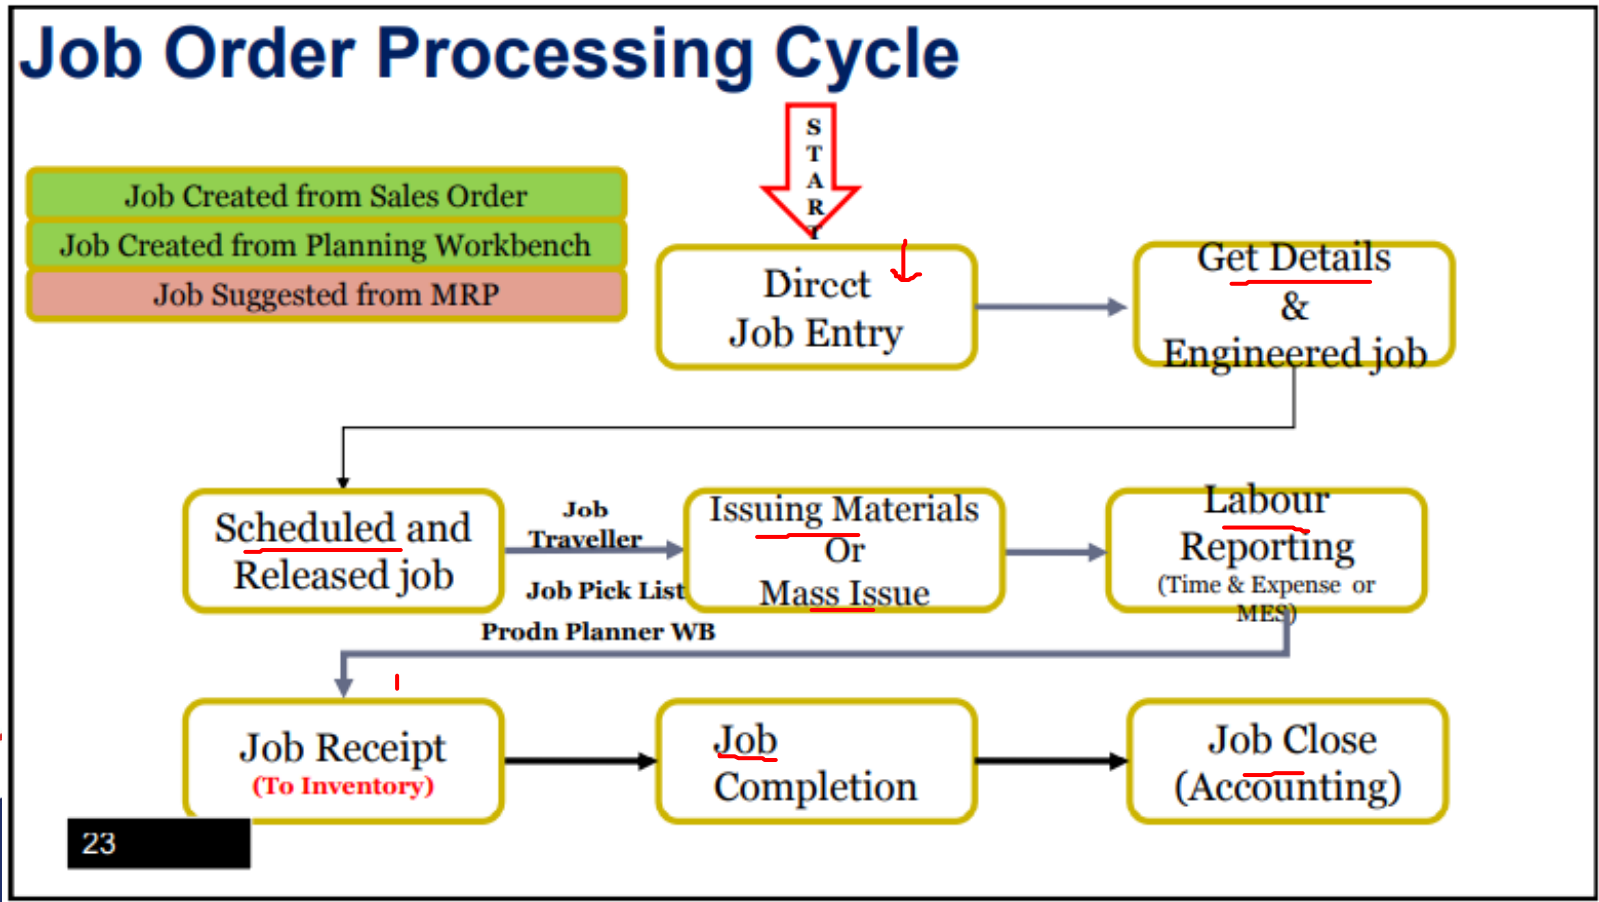 Job Order Processing Cycle
START
Job Created from Sales Order
Job Created from Planning Workbench
Job Suggested from MRP
Direct
Job Entry
Get Details
&
Engineered job
Scheduled and
Released job
Job
Traveller
Job Pick List
Prodn Planner WB
Issuing Materials
Or
Mass Issue
Labour
Reporting
(Time & Expense or
MES)
Job Receipt
(To Inventory)
Job
Completion
Job Close
(Accounting)
23